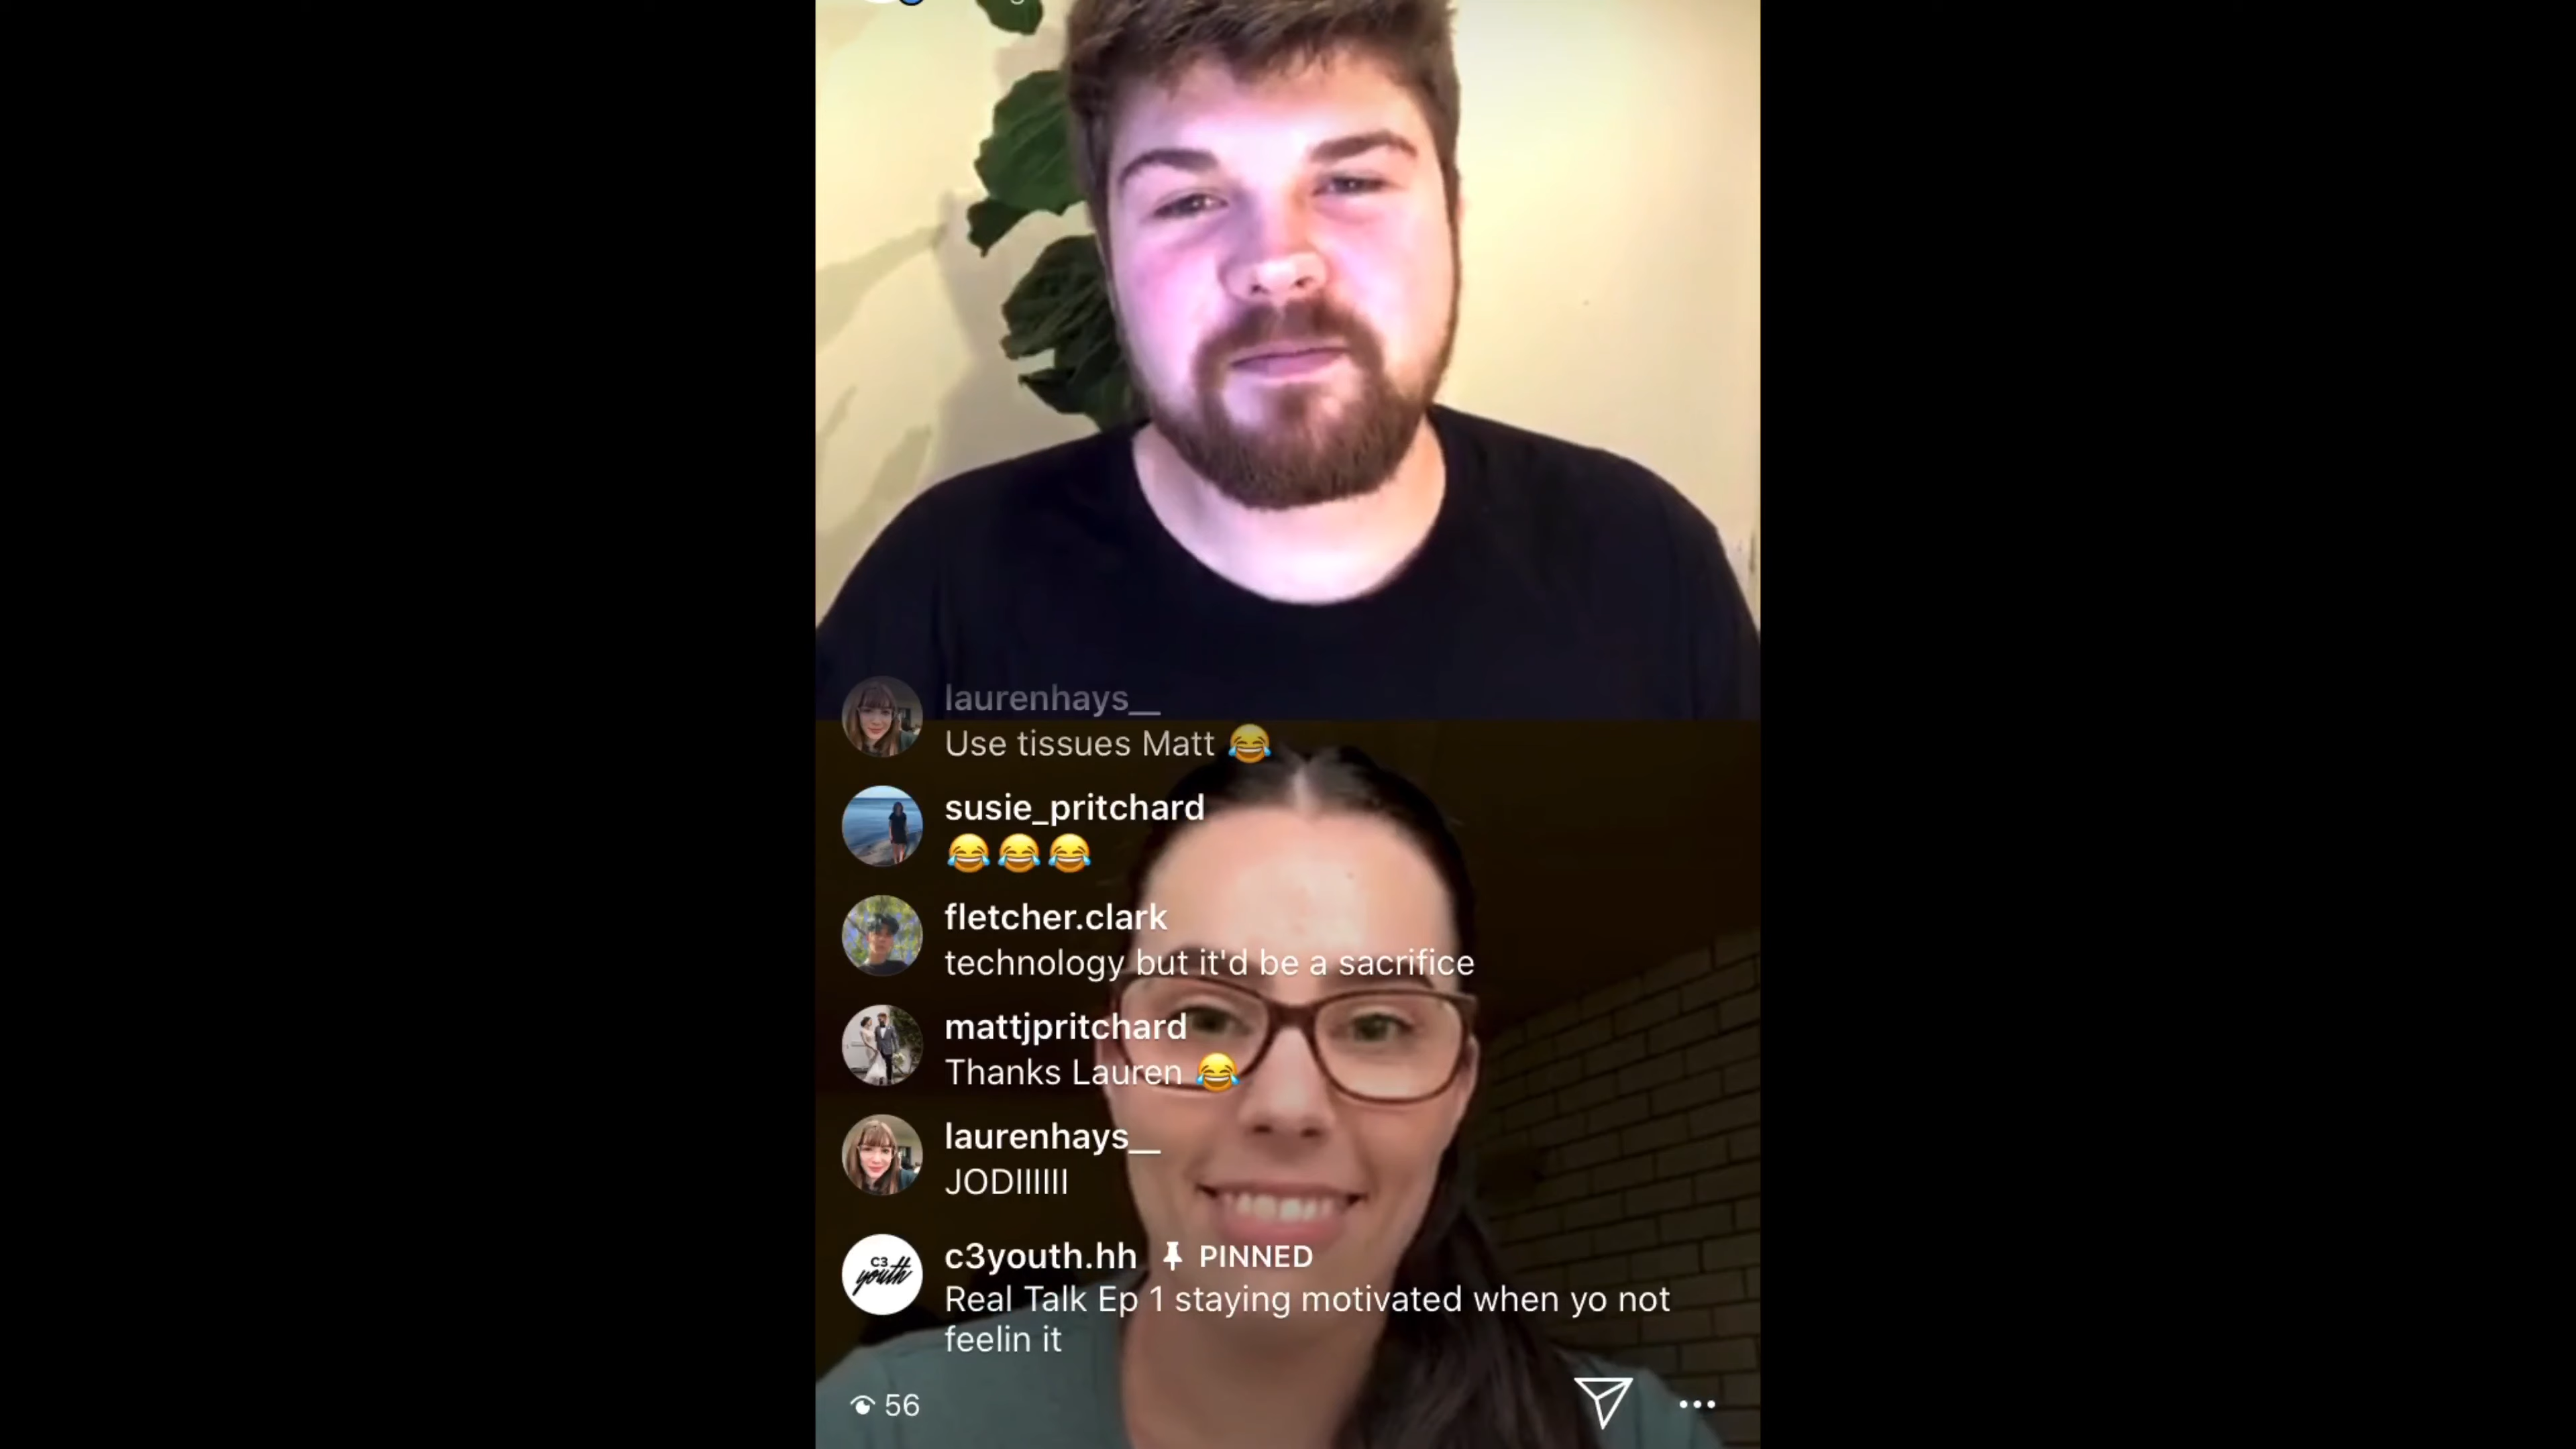 laurenhays__
Use tissues Matt 😂
susie_pritchard
😂😂😂
fletcher.clark
technology but it'd be a sacrifice
mattjpritchard
Thanks Lauren 😂
laurenhays__
JODIIIIII
C3
youth
c3youth.hh PINNED
Real Talk Ep 1 staying motivated when yo not
feelin it
56